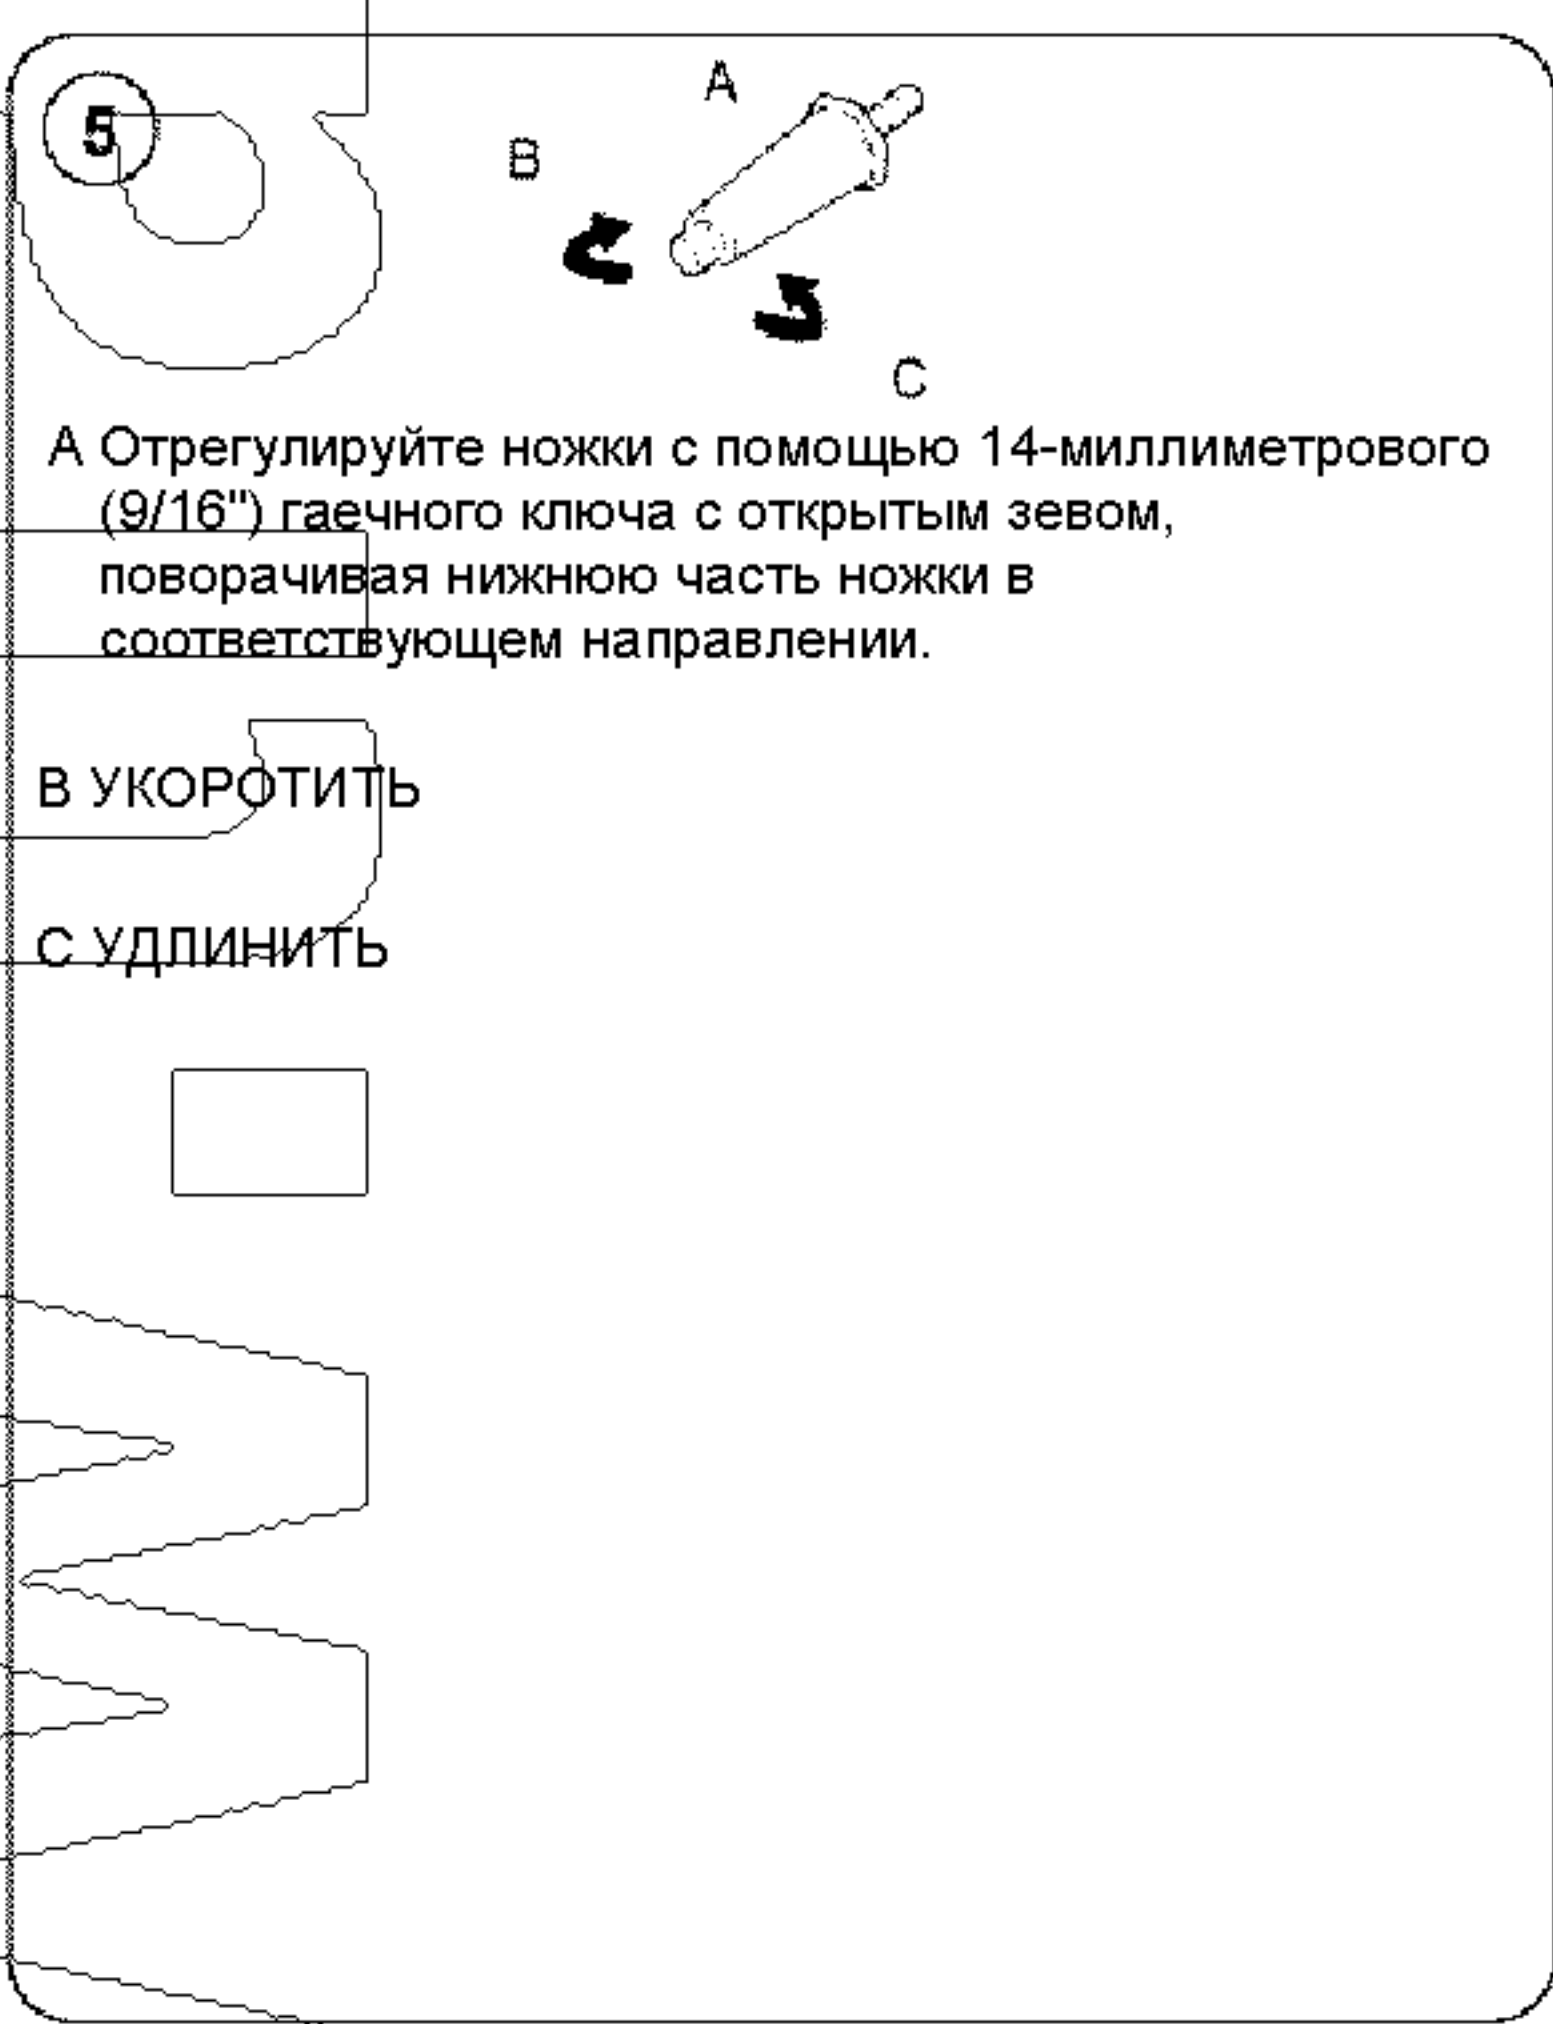 5
A
B
C
А Отрегулируйте ножки с помощью 14-миллиметрового
(9/16") гаечного ключа с открытым зевом,
поворачивая нижнюю часть ножки в
соответствующем направлении.
В УКОРОТИТЬ
С УДЛИНИТЬ